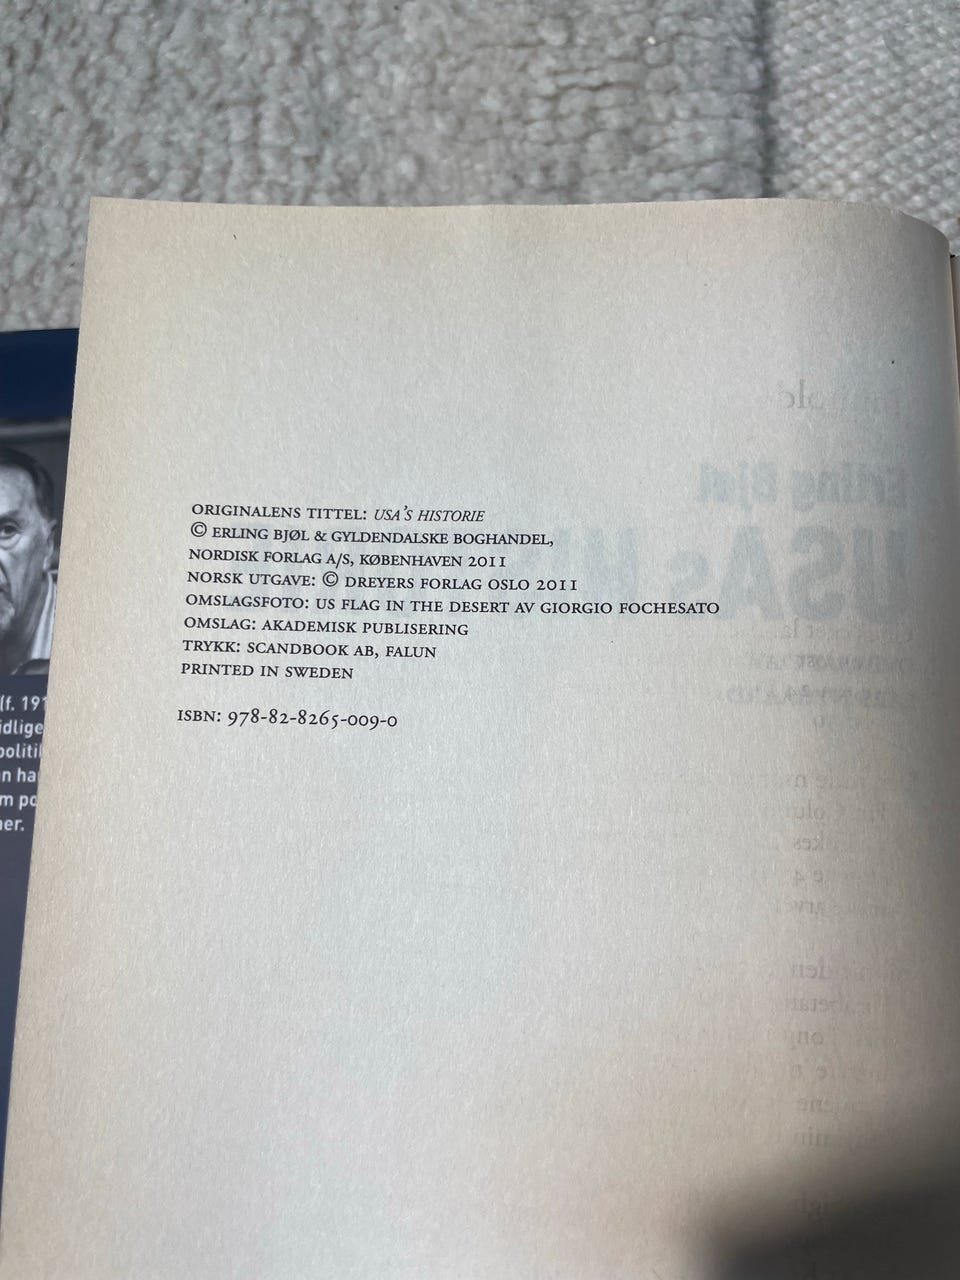 ORIGINALENS TITTEL: USA'S HISTORIE
© ERLING BJØL & GYLDENDALSKE BOGHANDEL,
NORDISK FORLAG A/S, KØBENHAVEN 2011
NORSK UTGAVE: © DREYERS FORLAG OSLO 2011
OMSLAGSFOTO: US FLAG IN THE DESERT AV GIORGIO FOCHESATO
OMSLAG: AKADEMISK PUBLISERING
TRYKK: SCANDBOOK AB, FALUN
PRINTED IN SWEDEN
ISBN: 978-82-8265-009-0